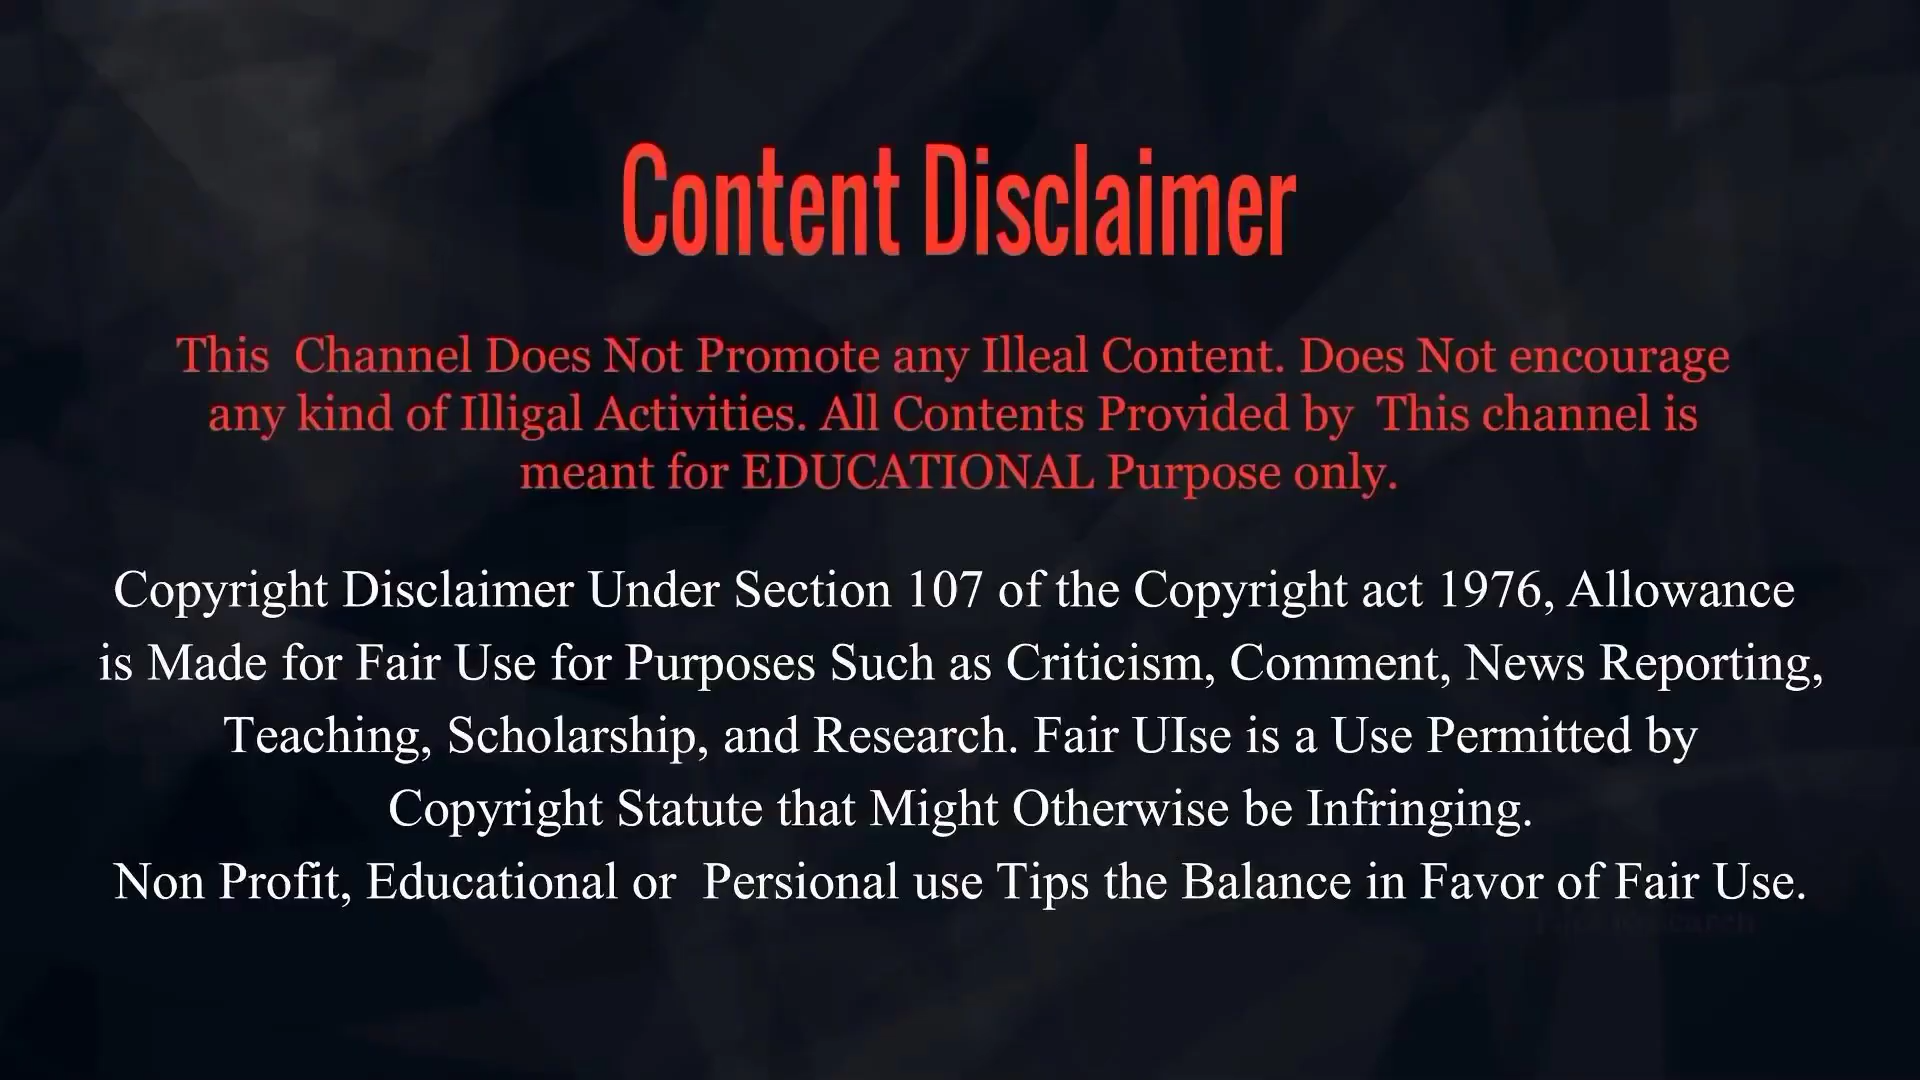 Content Disclaimer
This Channel Does Not Promote any Illeal Content. Does Not encourage
any kind of Illigal Activities. All Contents Provided by This channel is
meant for EDUCATIONAL Purpose only.
Copyright Disclaimer Under Section 107 of the Copyright act 1976, Allowance
is Made for Fair Use for Purposes Such as Criticism, Comment, News Reporting,
Teaching, Scholarship, and Research. Fair UIse is a Use Permitted by
Copyright Statute that Might Otherwise be Infringing.
Non Profit, Educational or Persional use Tips the Balance in Favor of Fair Use.